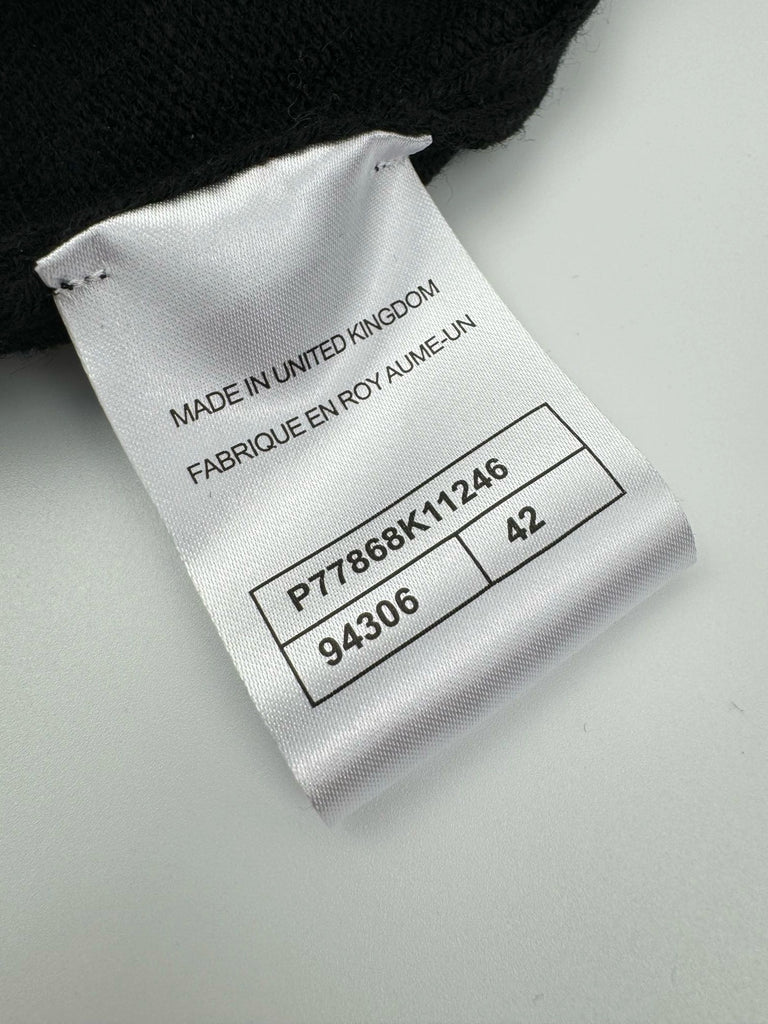 MADE IN UNITED KINGDOM
FABRIQUE EN ROY AUME-UN
P77868K11246
94306 42